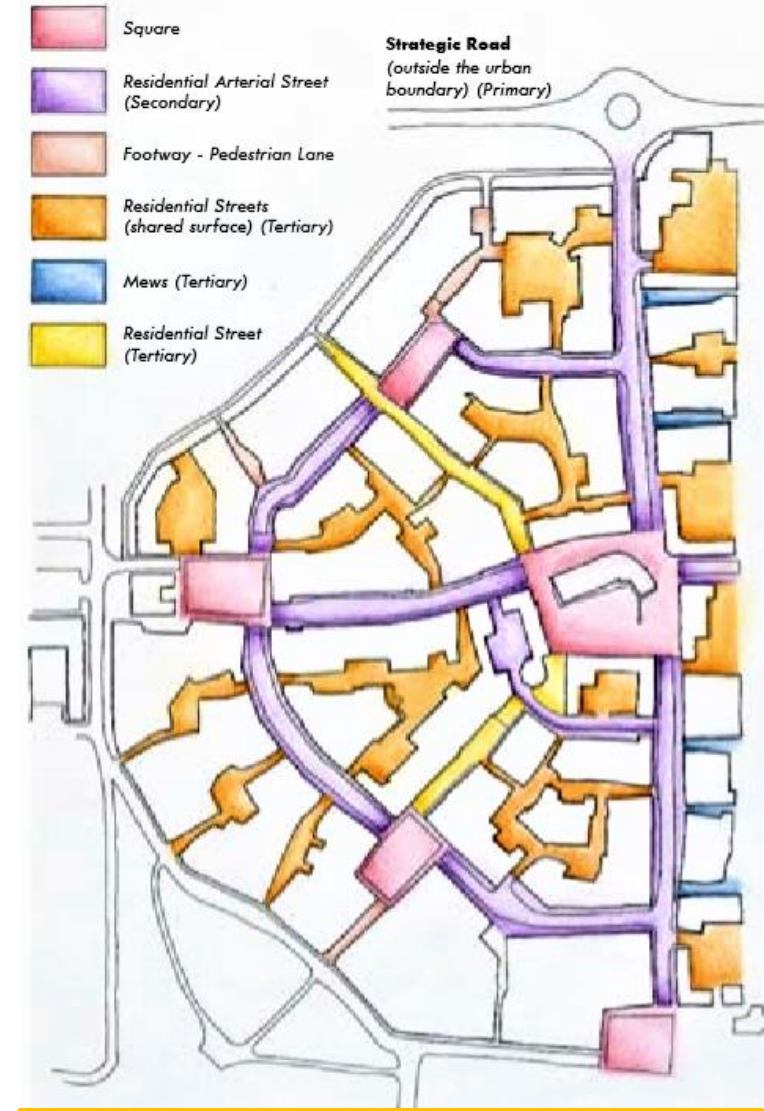 Square
Strategic Road
(outside the urban
boundary) (Primary)
Residential Arterial Street
(Secondary)
Footway - Pedestrian Lane
Residential Streets
(shared surface) (Tertiary)
Mews (Tertiary)
Residential Street
(Tertiary)